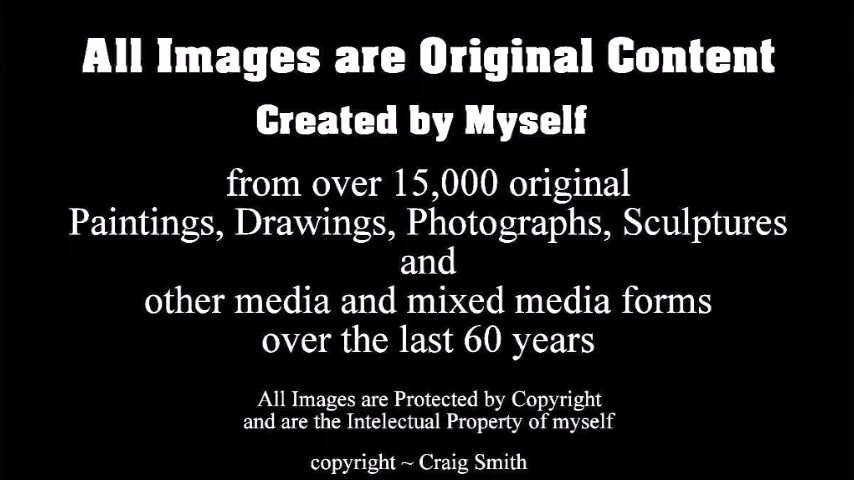 All Images are Original Content
Created by Myself
from over 15,000 original
Paintings, Drawings, Photographs, Sculptures
and
other media and mixed media forms
over the last 60 years
All Images are Protected by Copyright
and are the Intelectual Property of myself
copyright ~ Craig Smith